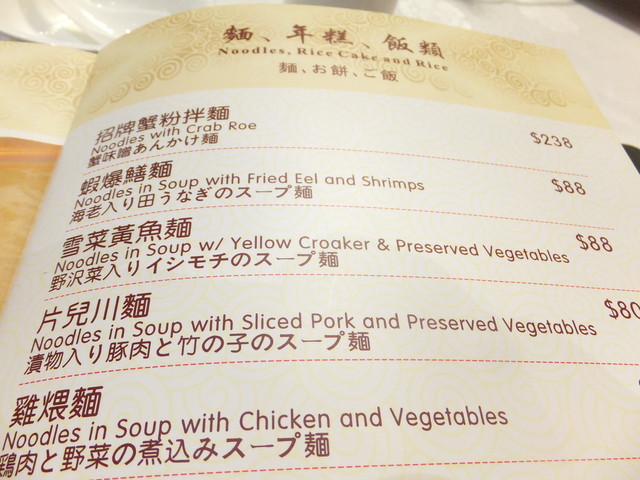 麵、年糕、飯類
Noodles, Rice Cake and Rice
麺、お餅、ご飯
招牌蟹粉拌麵
Noodles with Crab Roe $238
蟹味噌あんかけ麺
蝦爆鱔麵
Noodles in Soup with Fried Eel and Shrimps $88
海老入り田うなぎのスープ麺
雪菜黃魚麵
Noodles in Soup w/ Yellow Croaker & Preserved Vegetables $88
野沢菜入りイシモチのスープ麺
片兒川麵
Noodles in Soup with Sliced Pork and Preserved Vegetables $80
漬物入り豚肉と竹の子のスープ麺
雞煨麵
Noodles in Soup with Chicken and Vegetables
鶏肉と野菜の煮込みスープ麺